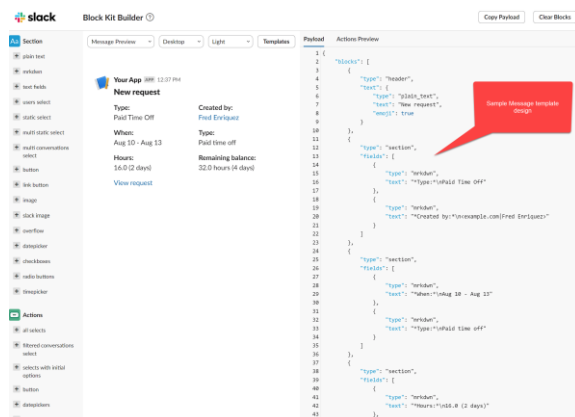 slack
Block Kit Builder
Copy Payload
Clear Blocks
Aa Section
plain text
mrkdwn
text fields
users select
static select
multi static select
multi conversations
select
button
link button
image
slack image
overflow
datepicker
checkboxes
radio buttons
timepicker
Actions
all selects
filtered conversations
select
selects with initial
options
button
datepickers
Message Preview
Desktop
Light
Templates
Your App APP 12:37 PM
New request
Type:
Paid Time Off
Created by:
Fred Enriquez
When:
Aug 10 - Aug 13
Type:
Paid time off
Hours:
16.0 (2 days)
Remaining balance:
32.0 hours (4 days)
View request
Payload
Actions Preview
1 {
2 "blocks": [
3 {
4 "type": "header",
5 "text": {
6 "type": "plain_text",
7 "text": "New request",
8 "emoji": true
9 }
10 },
11 {
12 "type": "section",
13 "fields": [
14 {
15 "type": "mrkdwn",
16 "text": "*Type:*\nPaid Time Off"
17 },
18 {
19 "type": "mrkdwn",
20 "text": "*Created by:*\n<example.com|Fred Enriquez>"
21 }
22 ]
23 },
24 {
25 "type": "section",
26 "fields": [
27 {
28 "type": "mrkdwn",
29 "text": "*When:*\nAug 10 - Aug 13"
30 },
31 {
32 "type": "mrkdwn",
33 "text": "*Type:*\nPaid time off"
34 }
35 ]
36 },
37 {
38 "type": "section",
39 "fields": [
40 {
41 "type": "mrkdwn",
42 "text": "*Hours:*\n16.0 (2 days)"
43 },
Sample Message template
design